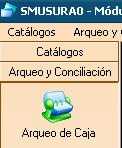 SMUSURA0 - Módu
Catálogos Arqueo y C
Catálogos
Arqueo y Conciliación
Arqueo de Caja